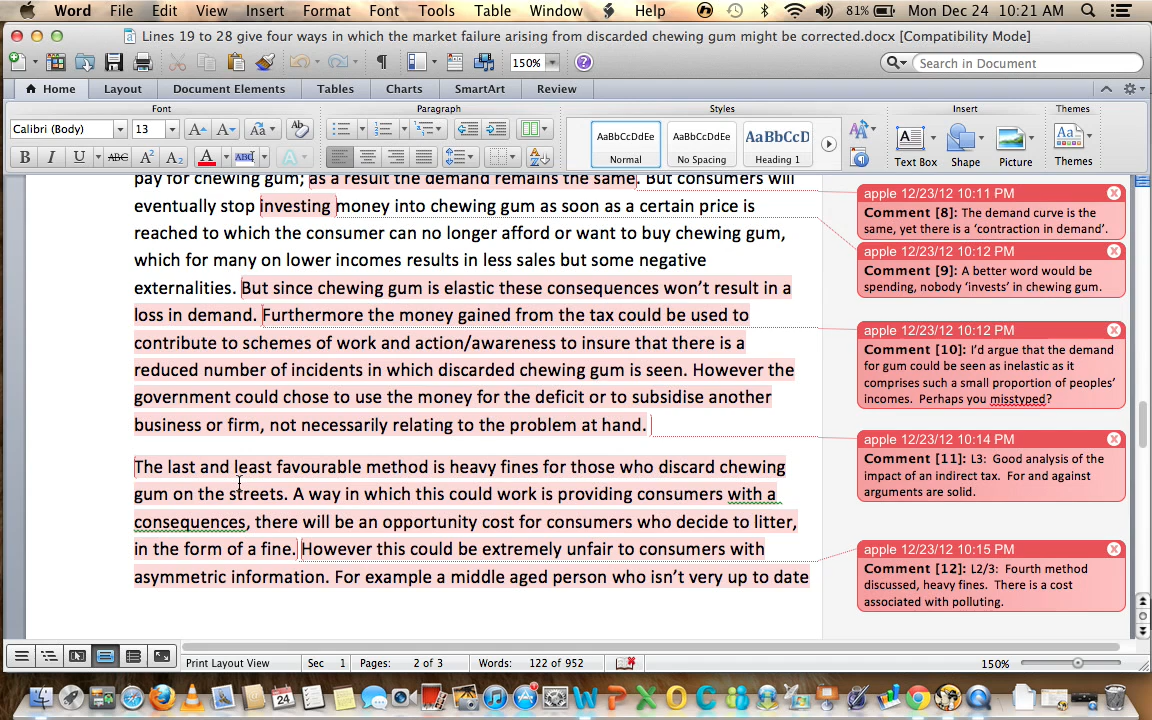 Word File Edit View Insert Format Font Tools Table Window Help 81% Mon Dec 24 10:21 AM
Lines 19 to 28 give four ways in which the market failure arising from discarded chewing gum might be corrected.docx [Compatibility Mode]
150% Search in Document
Home Layout Document Elements Tables Charts SmartArt Review
Font Paragraph Styles Insert Themes
Calibri (Body) 13 A A Aa AaBbCcDdEe AaBbCcDdEe AaBbCcD
B I U ABC A2 A2 A ABC A Normal No Spacing Heading 1 Text Box Shape Picture Themes
pay for chewing gum; as a result the demand remains the same. But consumers will
eventually stop investing money into chewing gum as soon as a certain price is
reached to which the consumer can no longer afford or want to buy chewing gum,
which for many on lower incomes results in less sales but some negative
externalities. But since chewing gum is elastic these consequences won't result in a
loss in demand. Furthermore the money gained from the tax could be used to
contribute to schemes of work and action/awareness to insure that there is a
reduced number of incidents in which discarded chewing gum is seen. However the
government could chose to use the money for the deficit or to subsidise another
business or firm, not necessarily relating to the problem at hand.
The last and least favourable method is heavy fines for those who discard chewing
gum on the streets. A way in which this could work is providing consumers with a
consequences, there will be an opportunity cost for consumers who decide to litter,
in the form of a fine. However this could be extremely unfair to consumers with
asymmetric information. For example a middle aged person who isn't very up to date
apple 12/23/12 10:11 PM
Comment [8]: The demand curve is the
same, yet there is a 'contraction in demand'.
apple 12/23/12 10:12 PM
Comment [9]: A better word would be
spending, nobody 'invests' in chewing gum.
apple 12/23/12 10:12 PM
Comment [10]: I'd argue that the demand
for gum could be seen as inelastic as it
comprises such a small proportion of peoples'
incomes. Perhaps you misstyped?
apple 12/23/12 10:14 PM
Comment [11]: L3: Good analysis of the
impact of an indirect tax. For and against
arguments are solid.
apple 12/23/12 10:15 PM
Comment [12]: L2/3: Fourth method
discussed, heavy fines. There is a cost
associated with polluting.
Print Layout View Sec 1 Pages: 2 of 3 Words: 122 of 952 150%